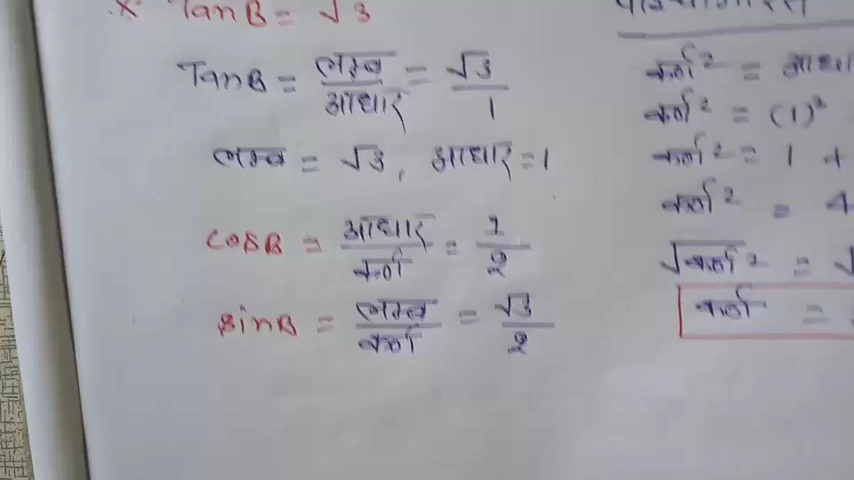 * TanB = √3
TanB = लम्ब/आधार = √3/1
लम्ब = √3, आधार = 1
cosB = आधार/कर्ण = 1/2
sinB = लम्ब/कर्ण = √3/2
कर्ण² = आधा
कर्ण² = (1)²
कर्ण² = 1 +
कर्ण² = 4
√कर्ण² = √
कर्ण =